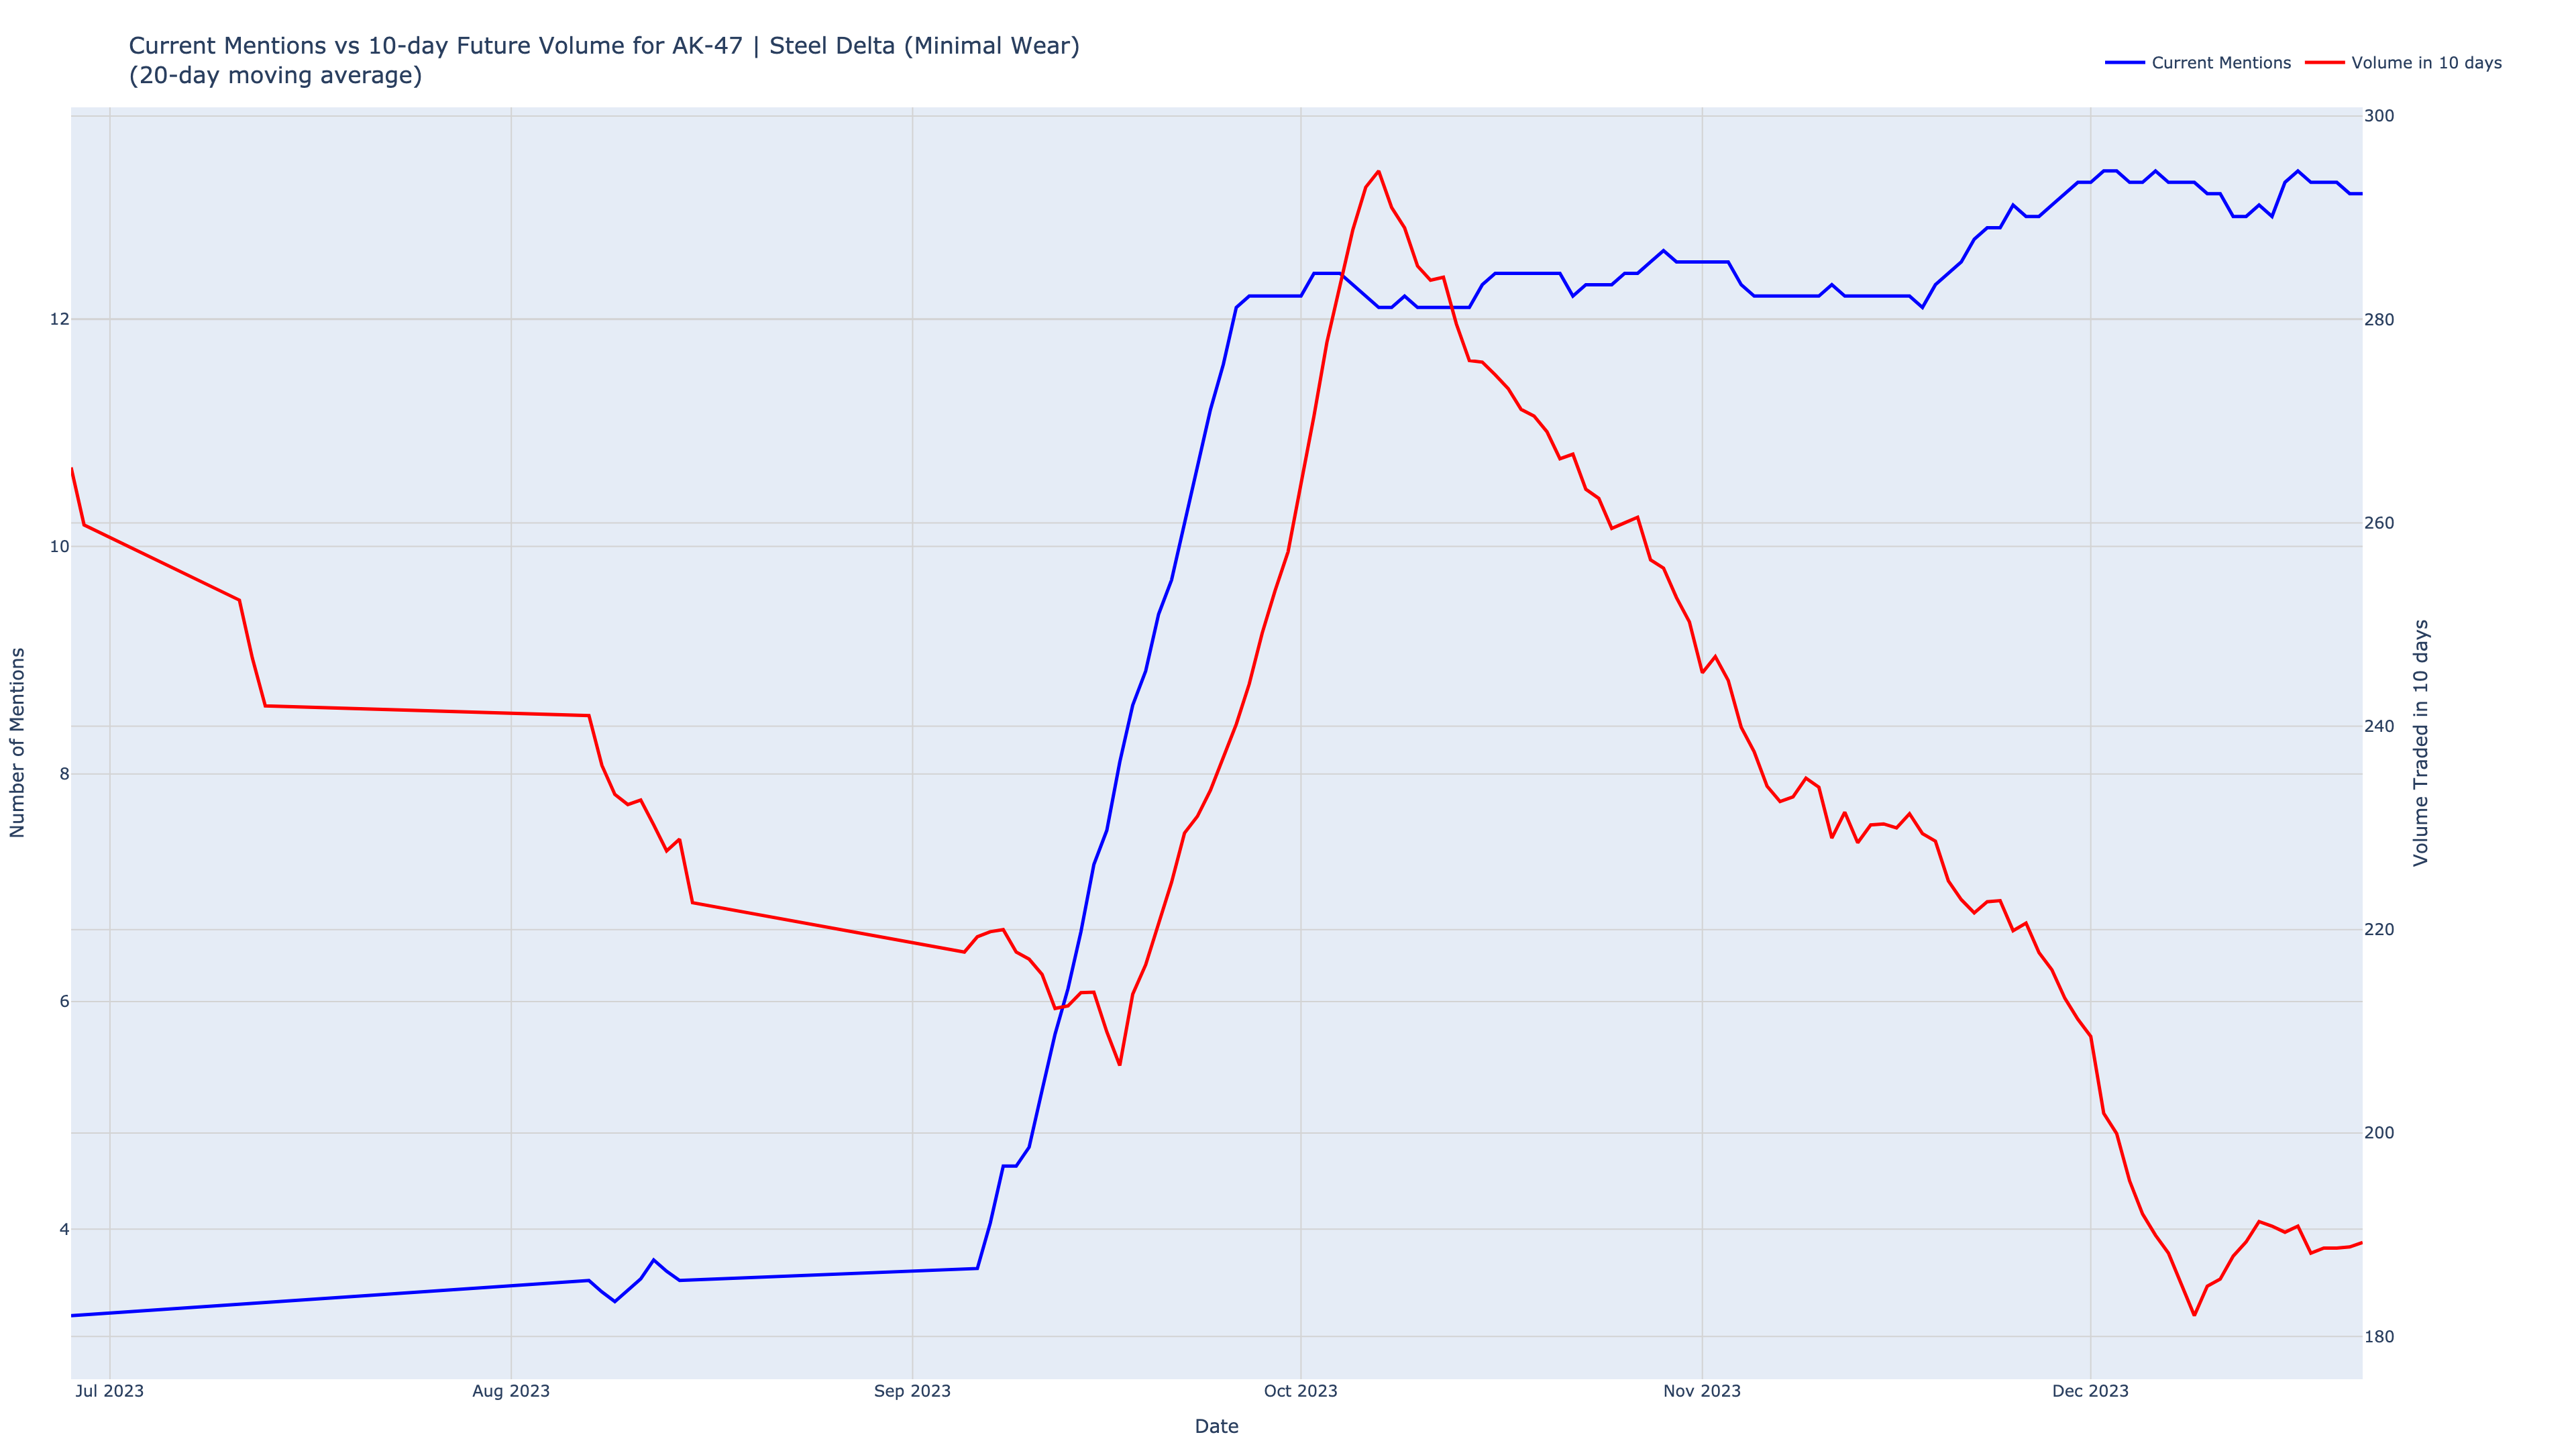 Current Mentions vs 10-day Future Volume for AK-47 | Steel Delta (Minimal Wear)
(20-day moving average)
Current Mentions
Volume in 10 days
Number of Mentions
12
10
8
6
4
300
280
260
240
220
200
180
Volume Traded in 10 days
Jul 2023
Aug 2023
Sep 2023
Oct 2023
Nov 2023
Dec 2023
Date